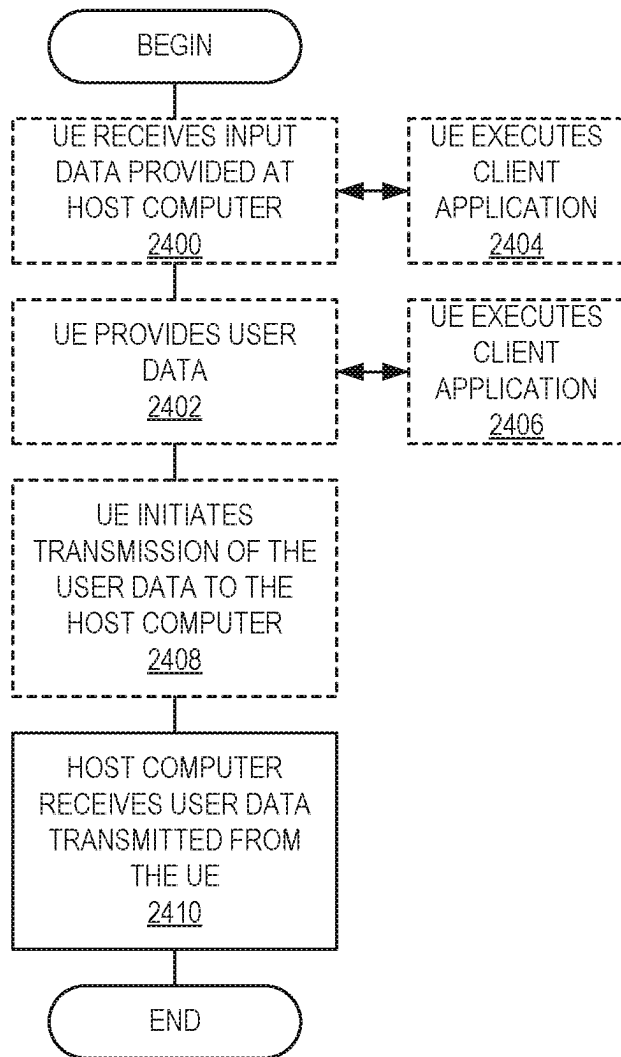 BEGIN
UE RECEIVES INPUT
DATA PROVIDED AT
HOST COMPUTER
2400
UE EXECUTES
CLIENT
APPLICATION
2404
UE PROVIDES USER
DATA
2402
UE EXECUTES
CLIENT
APPLICATION
2406
UE INITIATES
TRANSMISSION OF THE
USER DATA TO THE
HOST COMPUTER
2408
HOST COMPUTER
RECEIVES USER DATA
TRANSMITTED FROM
THE UE
2410
END